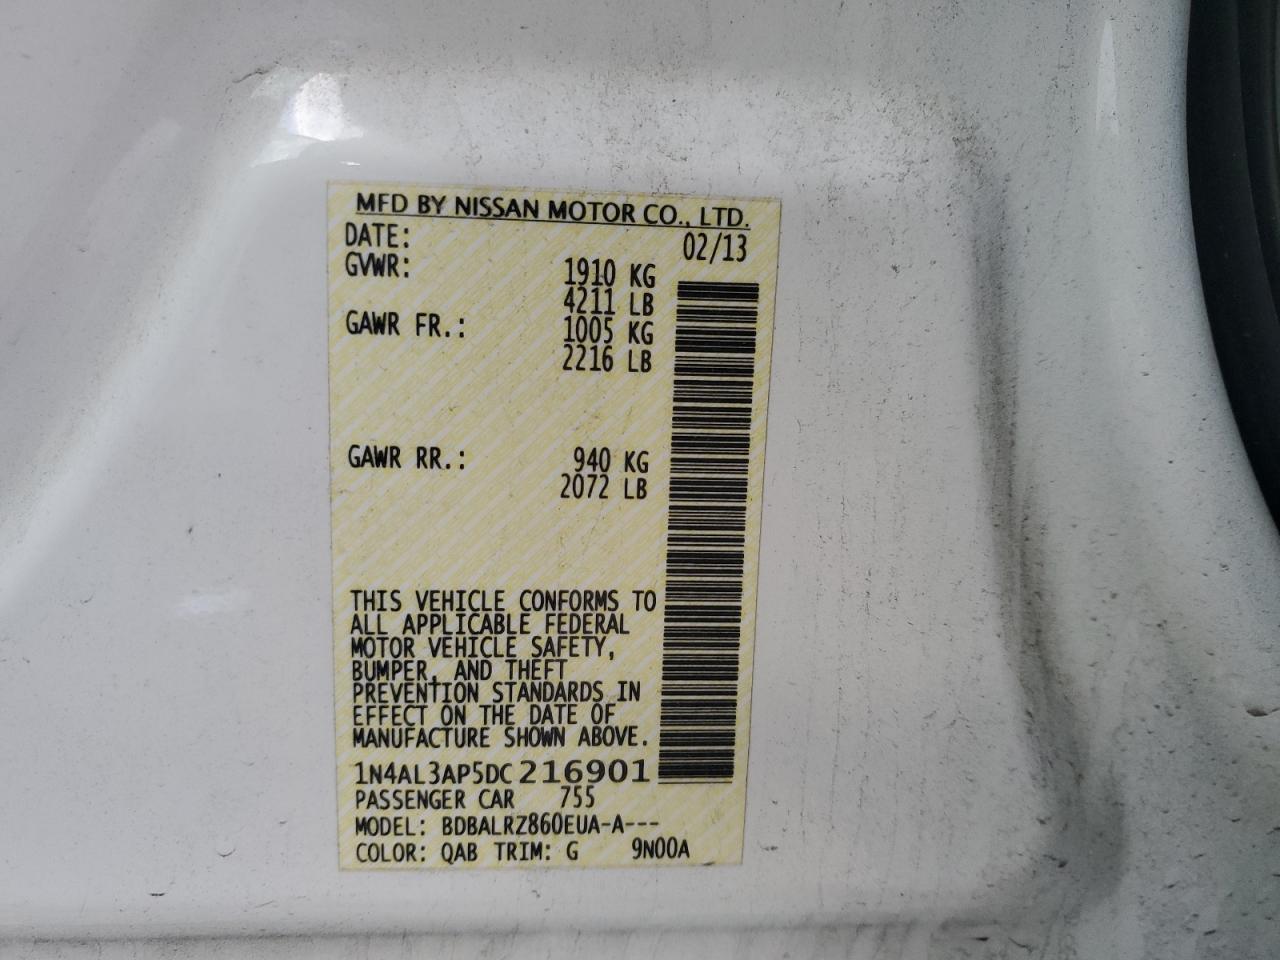 MFD BY NISSAN MOTOR CO., LTD.
DATE: 02/13
GVWR: 1910 KG
4211 LB
GAWR FR.: 1005 KG
2216 LB
GAWR RR.: 940 KG
2072 LB
THIS VEHICLE CONFORMS TO
ALL APPLICABLE FEDERAL
MOTOR VEHICLE SAFETY,
BUMPER, AND THEFT
PREVENTION STANDARDS IN
EFFECT ON THE DATE OF
MANUFACTURE SHOWN ABOVE.
1N4AL3AP5DC216901
PASSENGER CAR 755
MODEL: BDBALRZ860EUA-A---
COLOR: QAB TRIM: G 9N00A